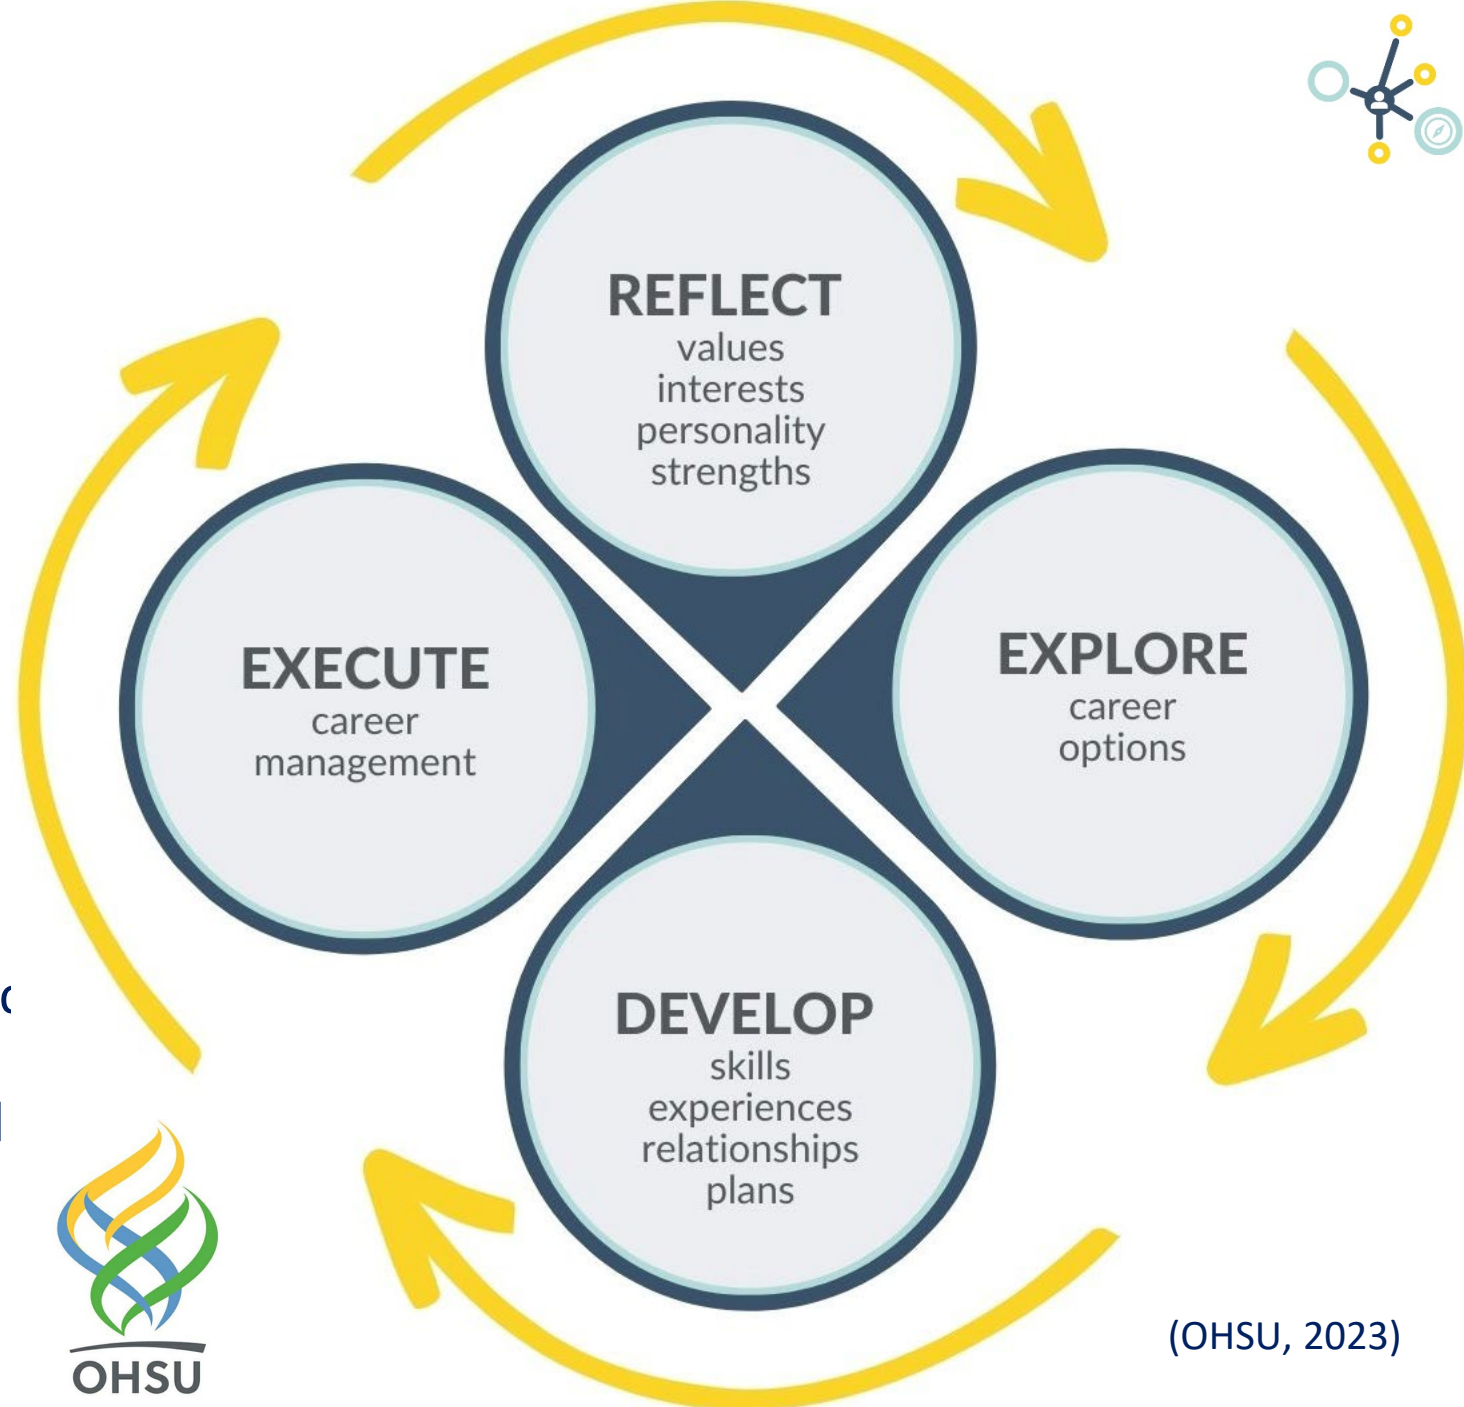 REFLECT
values
interests
personality
strengths
EXPLORE
career
options
DEVELOP
skills
experiences
relationships
plans
EXECUTE
career
management
OHSU
(OHSU, 2023)